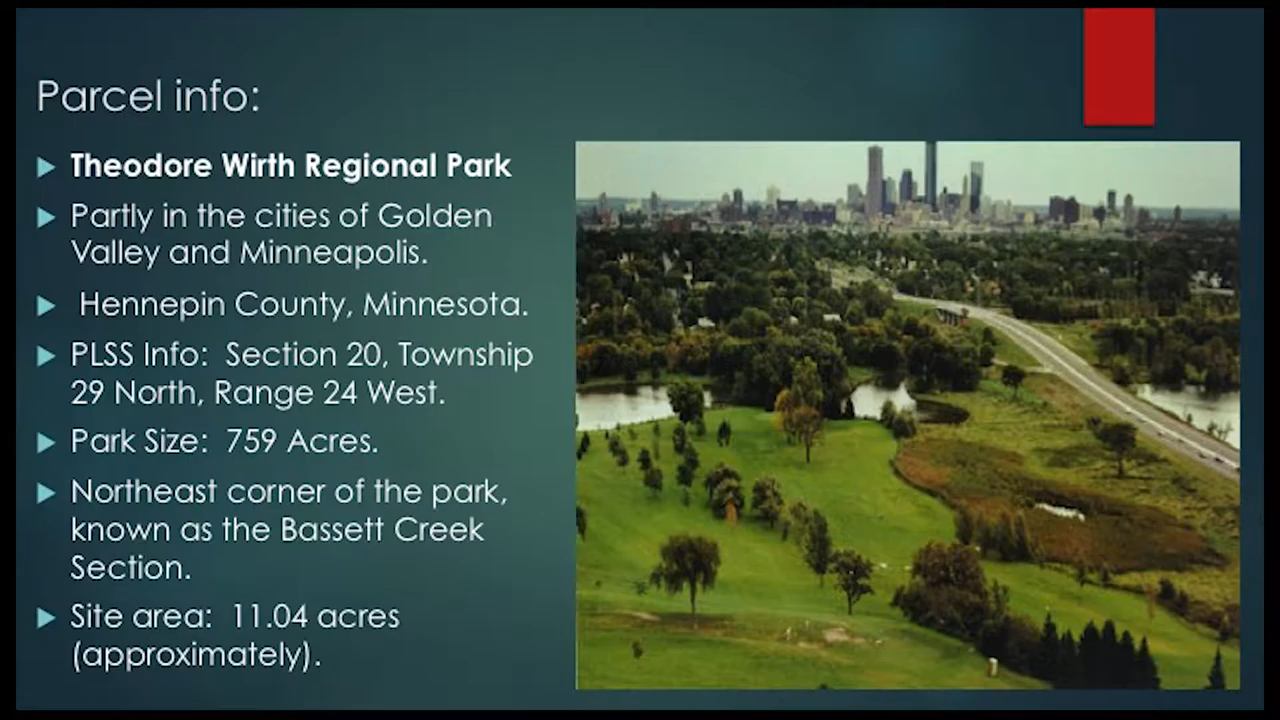 Parcel info:
Theodore Wirth Regional Park
Partly in the cities of Golden
Valley and Minneapolis.
Hennepin County, Minnesota.
PLSS Info: Section 20, Township
29 North, Range 24 West.
Park Size: 759 Acres.
Northeast corner of the park,
known as the Bassett Creek
Section.
Site area: 11.04 acres
(approximately).